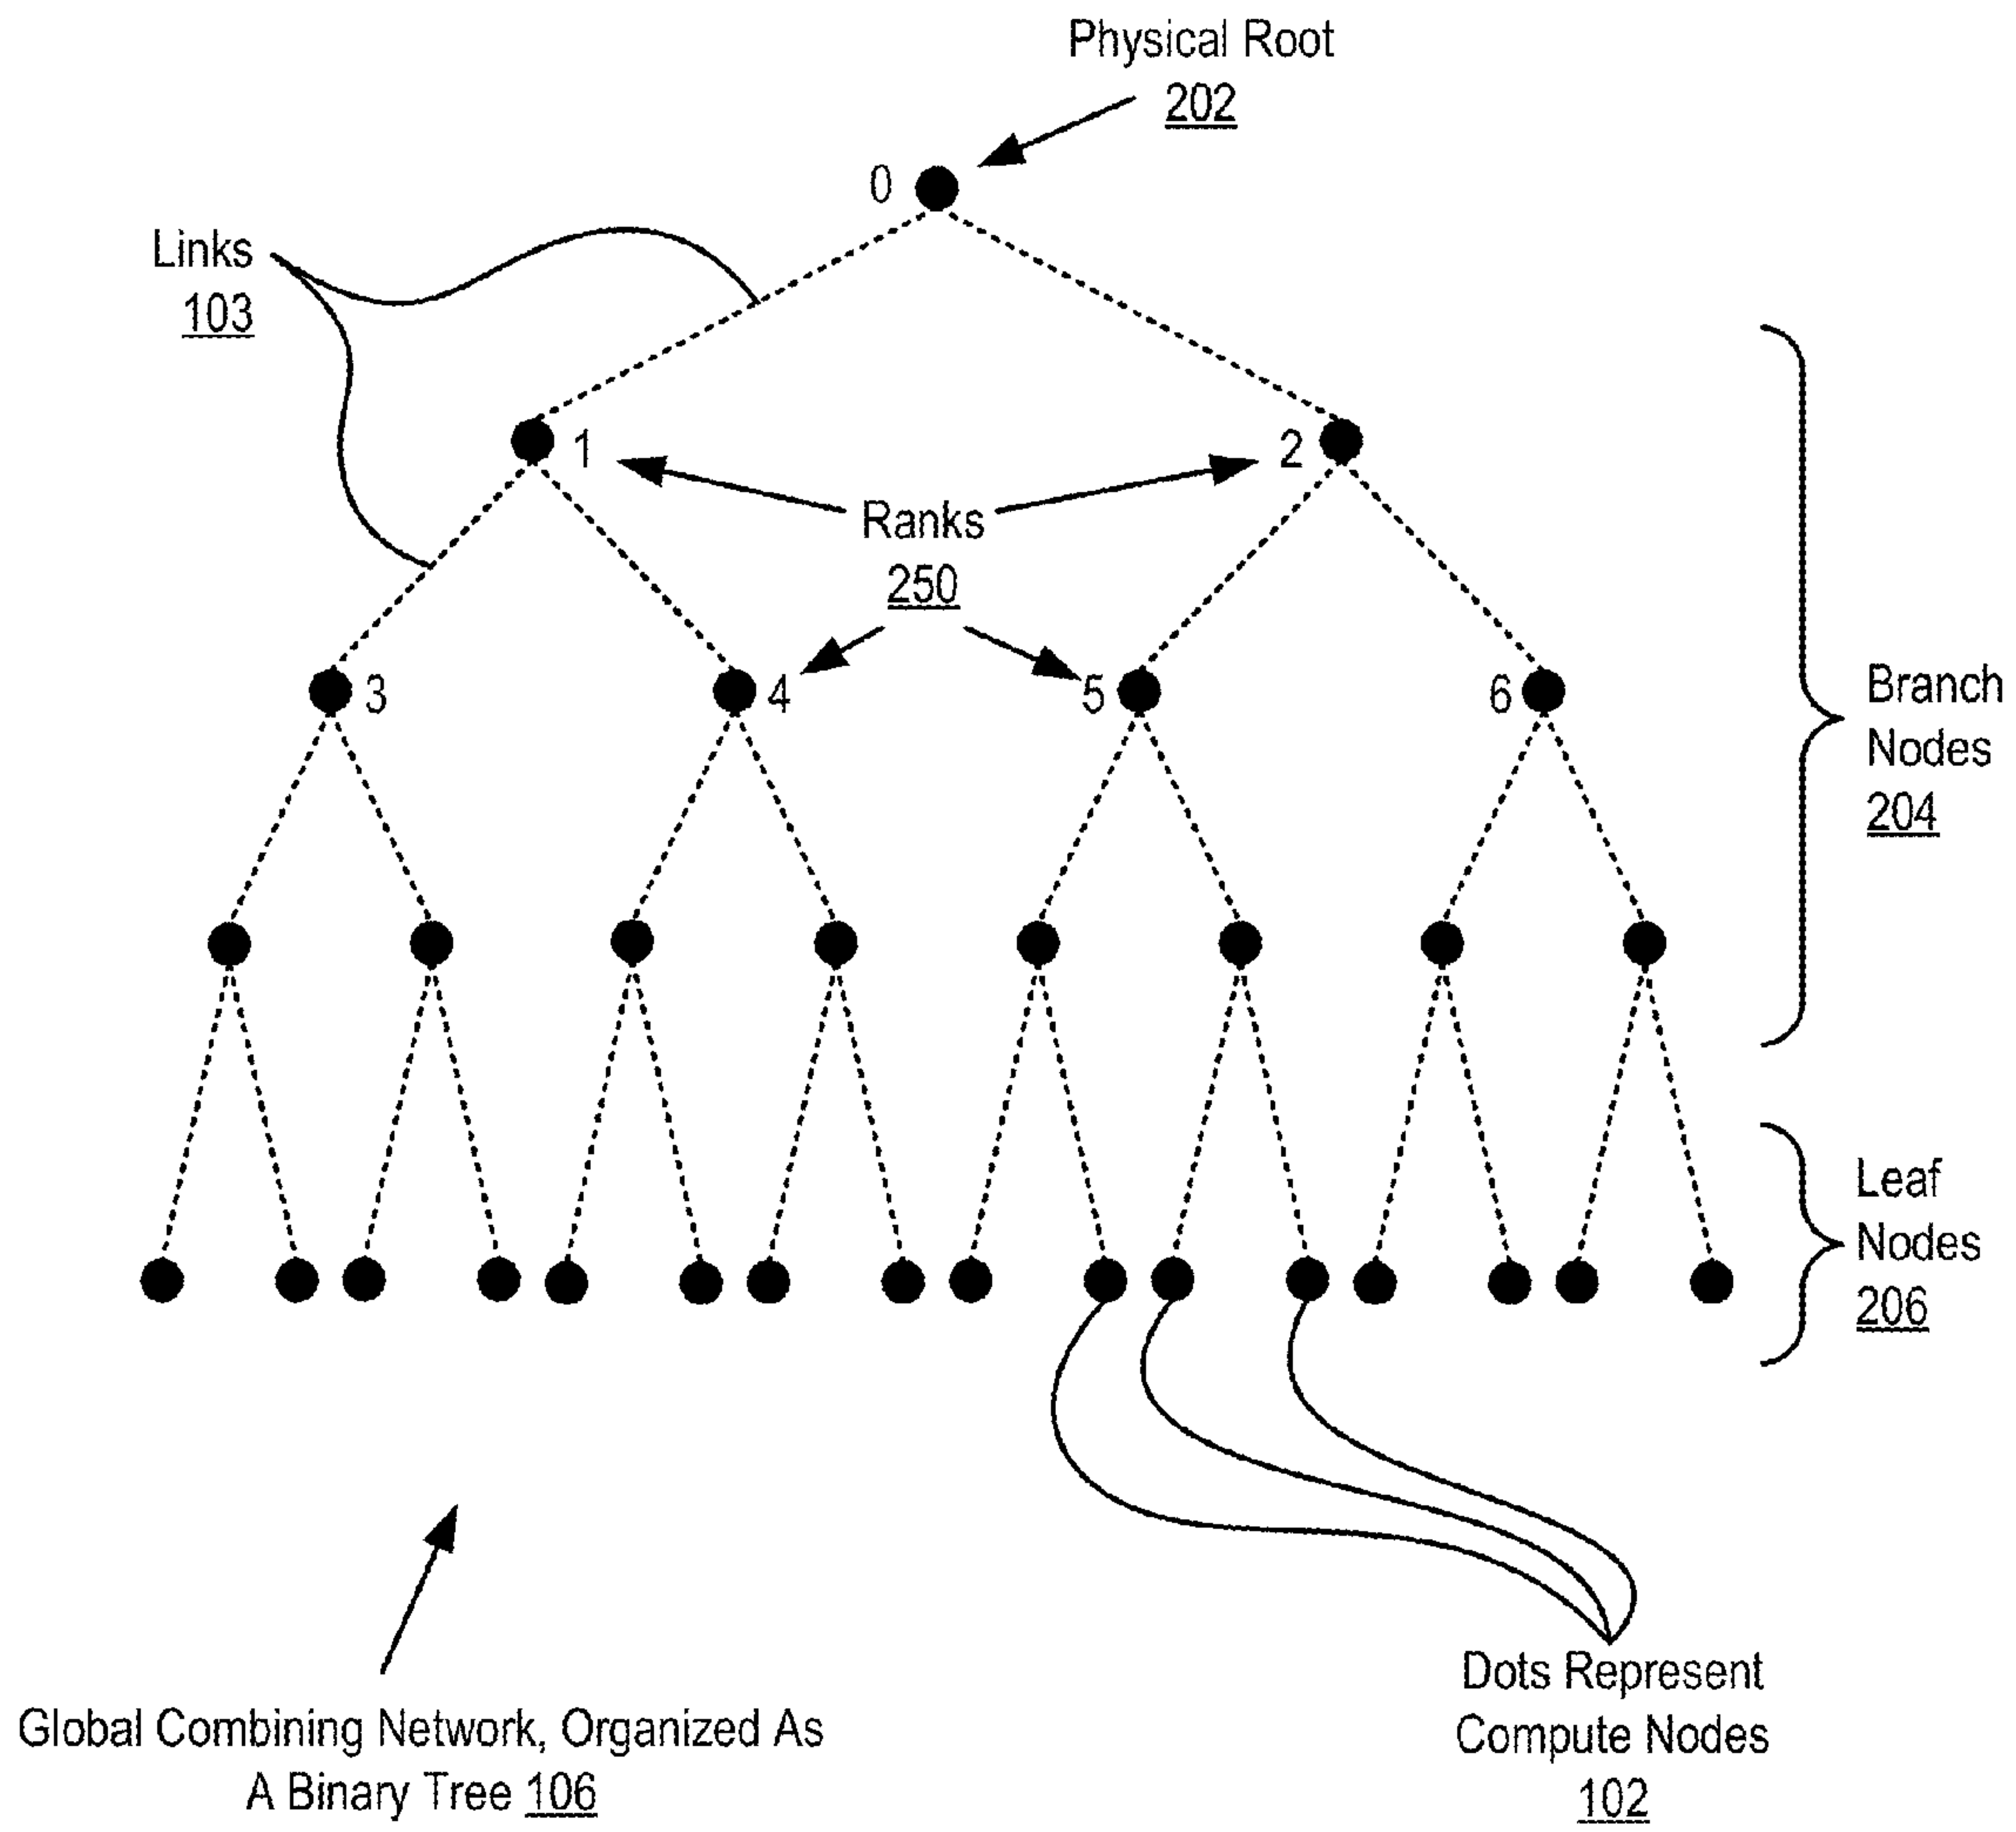 Physical Root
202
0
Links
103
1
2
Ranks
250
3
4
5
6
Branch
Nodes
204
Leaf
Nodes
206
Dots Represent
Compute Nodes
102
Global Combining Network, Organized As
A Binary Tree 106